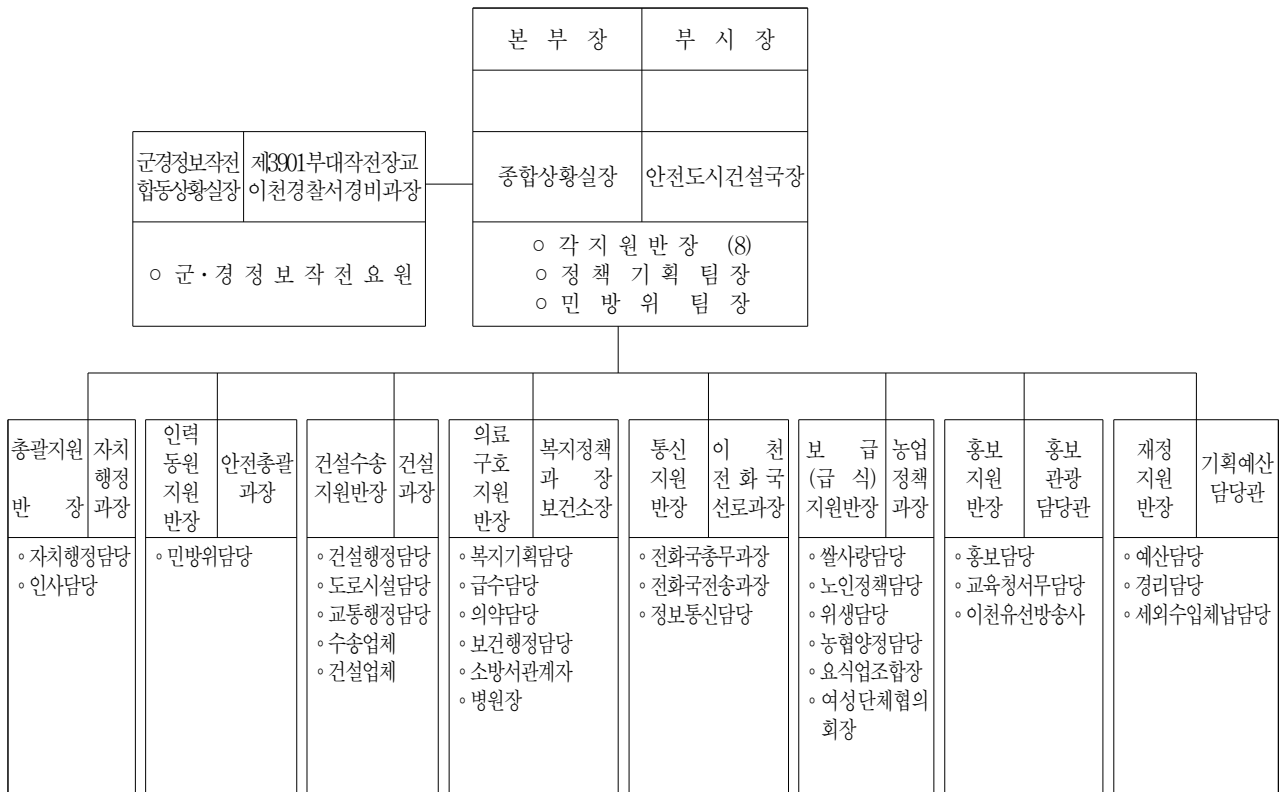 본 부 장 부 시 장
군경정보작전 제3901부대작전장교 종합상황실장 안전도시건설국장
합동상황실장 이천경찰서경비과장
○ 군·경 정 보 작 전 요 원
○ 각 지 원 반 장 (8)
○ 정 책 기 획 팀 장
○ 민 방 위 팀 장
총괄지원
반 장
자치
행정
과장
◦자치행정담당
◦인사담당
인력
동원
지원
반장
안전총괄
과장
◦민방위담당
건설수송
지원반장
건설
과장
◦건설행정담당
◦도로시설담당
◦교통행정담당
◦수송업체
◦건설업체
의료
구호
지원
반장
복지정책
과 장
보건소장
◦복지기획담당
◦급수담당
◦의약담당
◦보건행정담당
◦소방서관계자
◦병원장
통신
지원
반장
이 천
전 화 국
선로과장
◦전화국총무과장
◦전화국전송과장
◦정보통신담당
보 급
(급 식)
지원반장
농업
정책
과장
◦쌀사랑담당
◦노인정책담당
◦위생담당
◦농협양정담당
◦요식업조합장
◦여성단체협의
회장
홍보
지원
반장
홍보
관광
담당관
◦홍보담당
◦교육청서무담당
◦이천유선방송사
재정
지원
반장
기획예산
담당관
◦예산담당
◦경리담당
◦세외수입체납담당